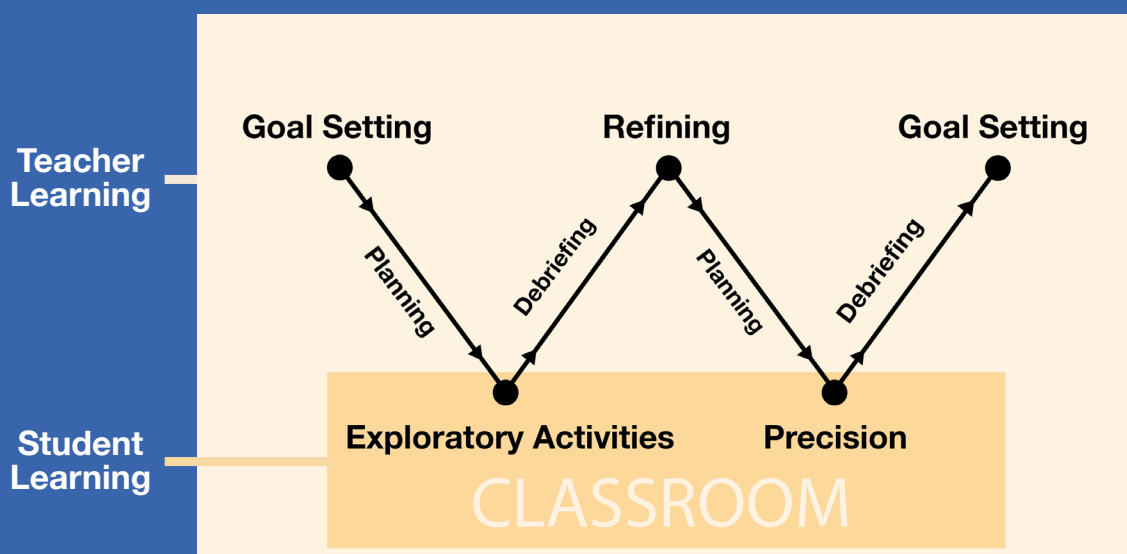 Goal Setting
Refining
Goal Setting
Teacher
Learning
Planning
Debriefing
Planning
Debriefing
Exploratory Activities
Precision
Student
Learning
CLASSROOM